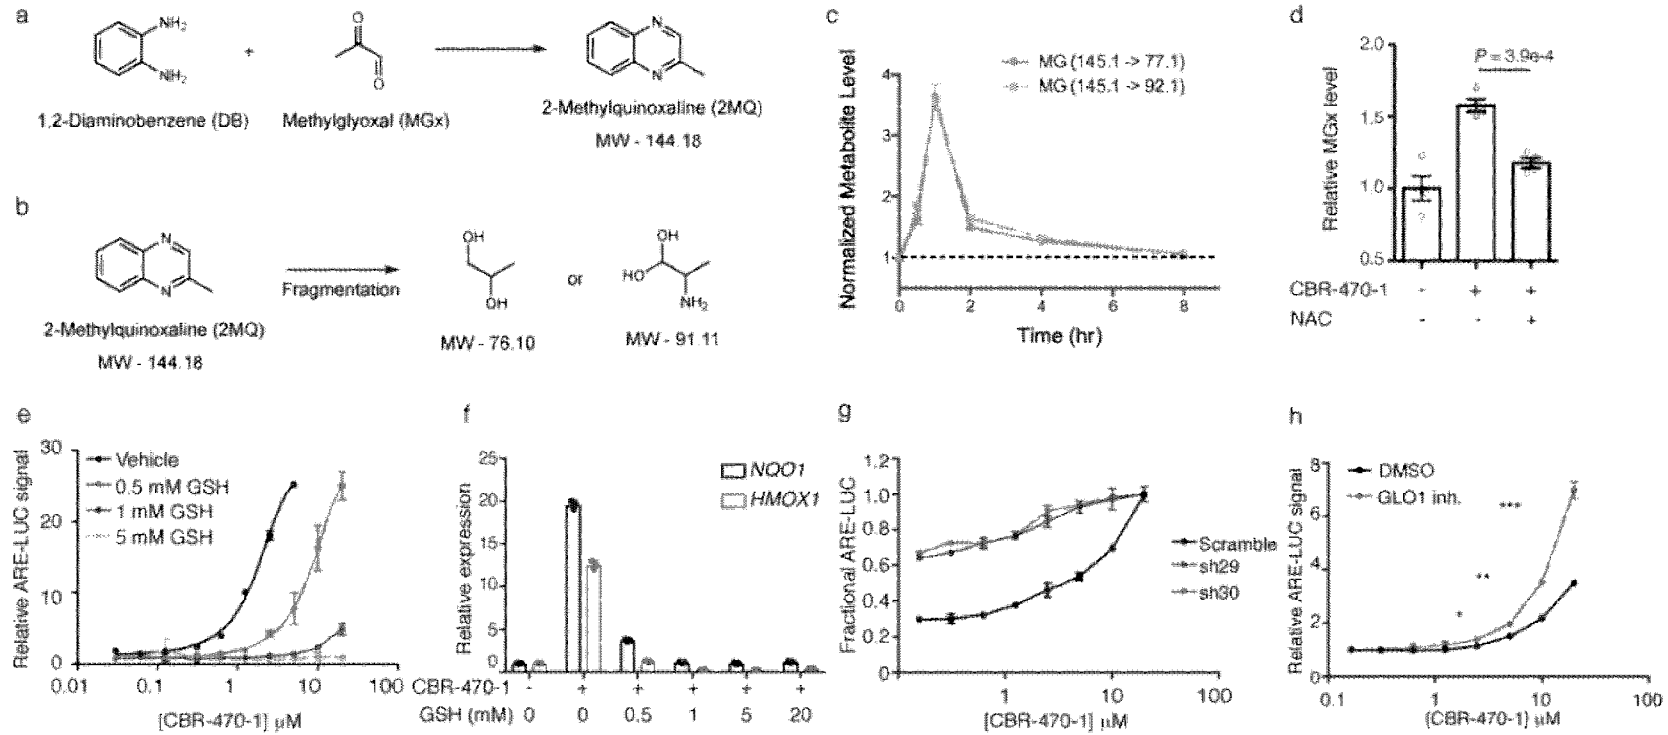 a
NH₂
NH₂
+
O
O
N
N
1,2-Diaminobenzene (DB)
Methylglyoxal (MGx)
2-Methylquinoxaline (2MQ)
MW - 144.18
b
N
N
Fragmentation
2-Methylquinoxaline (2MQ)
MW - 144.18
OH
OH
MW - 76.10
or
OH
HO
NH₂
MW - 91.11
c
Normalized Metabolite Level
4
3
2
1
MG (145.1 -> 77.1)
MG (145.1 -> 92.1)
0 2 4 6 8
Time (hr)
d
Relative MGx level
2.0
1.5
1.0
0.5
P = 3.9e-4
CBR-470-1 - + +
NAC - - +
e
Relative ARE-LUC signal
30
20
10
0
Vehicle
0.5 mM GSH
1 mM GSH
5 mM GSH
0.01 0.1 1 10 100
[CBR-470-1] μM
f
Relative expression
25
20
15
10
5
0
NQO1
HMOX1
CBR-470-1 - + + + + +
GSH (mM) 0 0 0.5 1 5 20
g
Fractional ARE-LUC
1.2
1.0
0.8
0.6
0.4
0.2
0
Scramble
sh29
sh30
1 10 100
[CBR-470-1] μM
h
Relative ARE-LUC signal
8
6
4
2
0
DMSO
GLO1 inh.
***
**
*
0.1 1 10 100
[CBR-470-1] μM